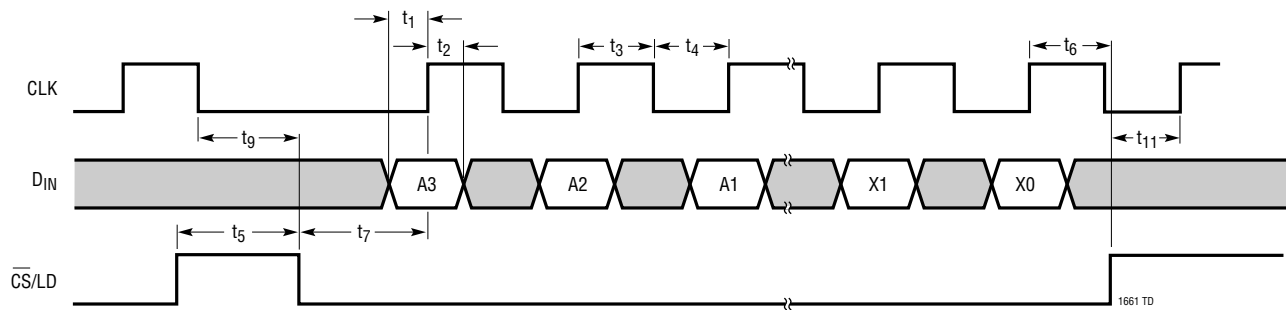 t1
t2
t3
t4
t6
CLK
t9
t11
DIN
A3
A2
A1
X1
X0
t5
t7
CS/LD
1661 TD